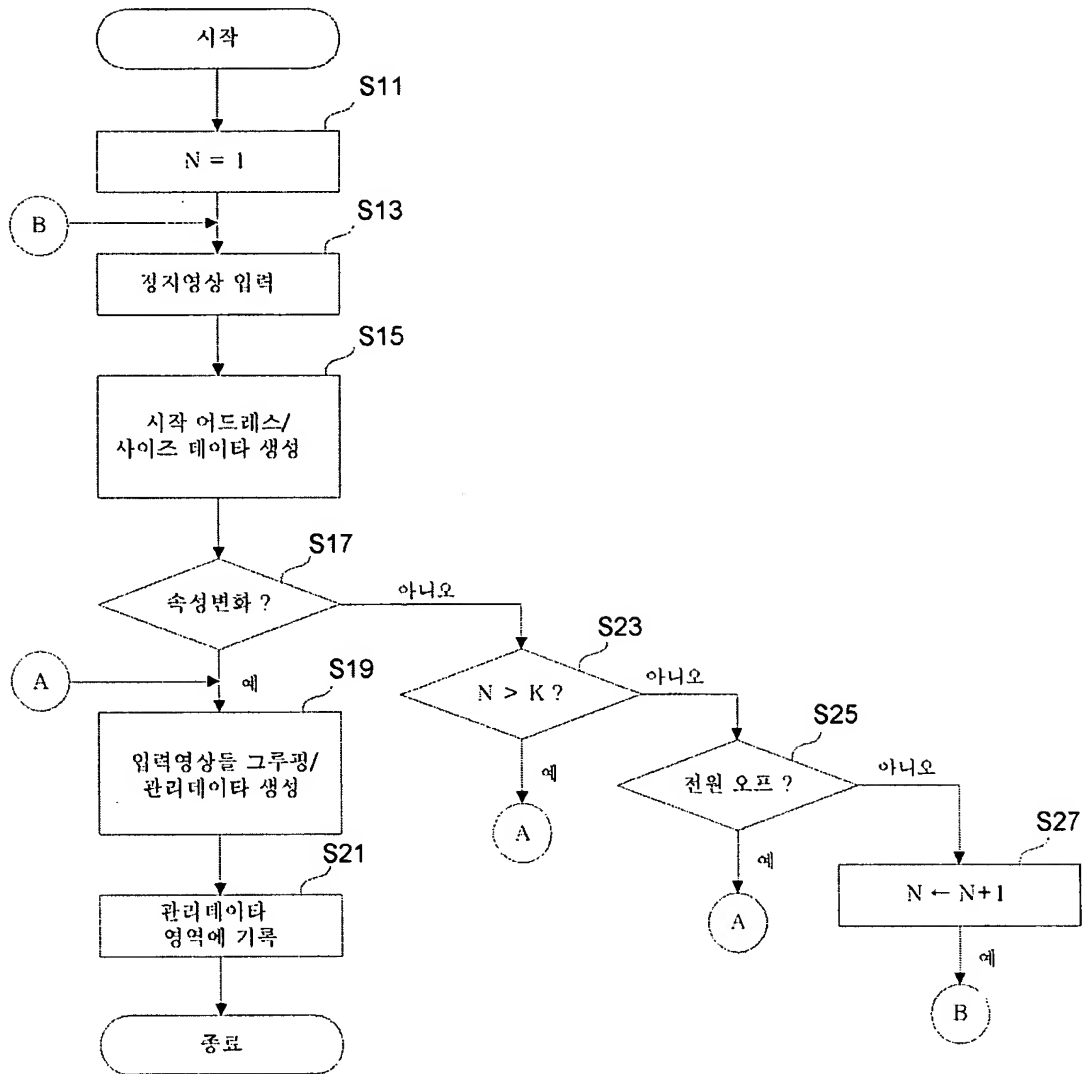 시작
S11
N = 1
B
S13
정지영상 입력
S15
시작 어드레스/
사이즈 데이타 생성
S17
속성변화 ?
아니오
A
예
S19
입력영상들 그루핑/
관리데이타 생성
S21
관리데이타
영역에 기록
종료
S23
N > K ?
아니오
예
A
S25
전원 오프 ?
아니오
예
A
S27
N ← N+1
예
B